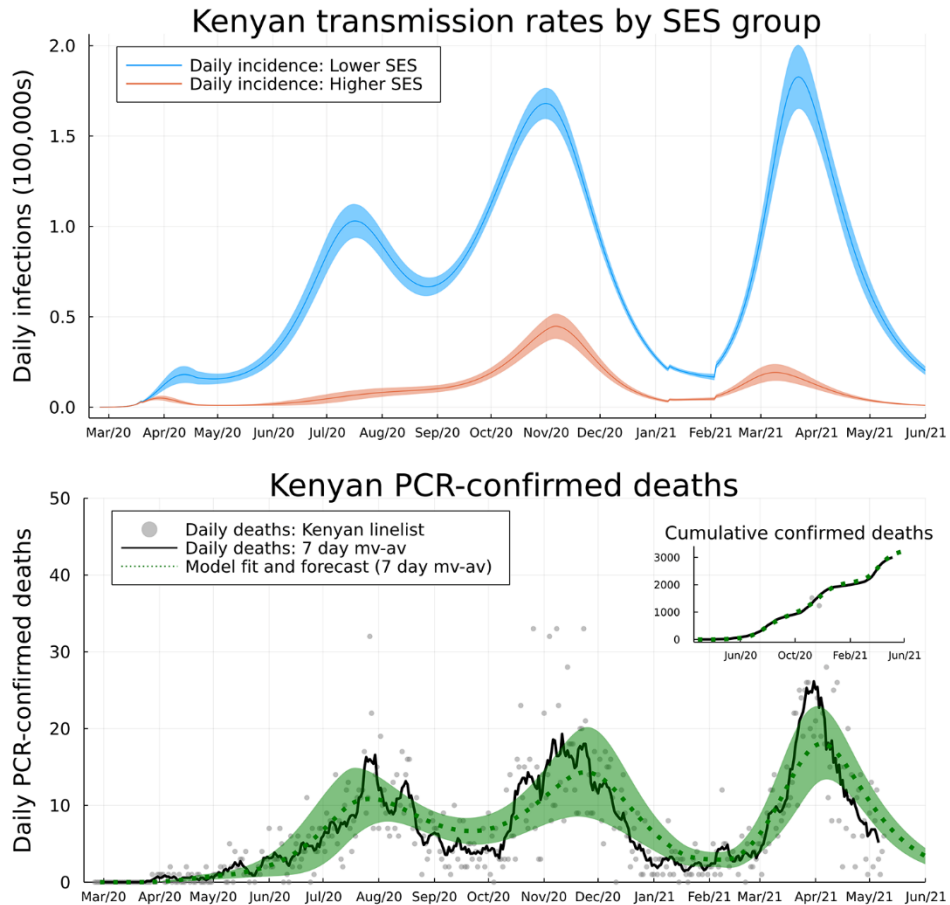 Kenyan transmission rates by SES group
Daily incidence: Lower SES
Daily incidence: Higher SES
Daily infections (100,000s)
2.0
1.5
1.0
0.5
0.0
Mar/20 Apr/20 May/20 Jun/20 Jul/20 Aug/20 Sep/20 Oct/20 Nov/20 Dec/20 Jan/21 Feb/21 Mar/21 Apr/21 May/21 Jun/21
Kenyan PCR-confirmed deaths
Daily deaths: Kenyan linelist
Daily deaths: 7 day mv-av
Model fit and forecast (7 day mv-av)
Cumulative confirmed deaths
3000
2000
1000
0
Jun/20 Oct/20 Feb/21 Jun/21
Daily PCR-confirmed deaths
50
40
30
20
10
0
Mar/20 Apr/20 May/20 Jun/20 Jul/20 Aug/20 Sep/20 Oct/20 Nov/20 Dec/20 Jan/21 Feb/21 Mar/21 Apr/21 May/21 Jun/21